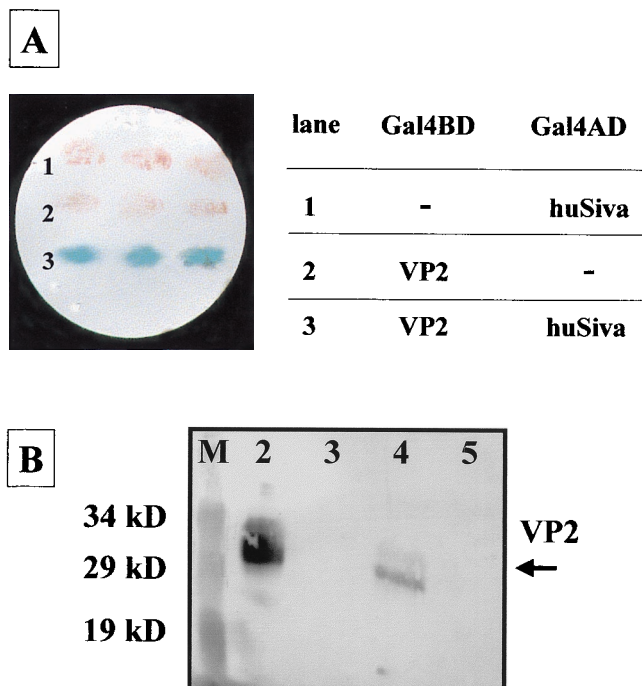 A
lane Gal4BD Gal4AD
1 - huSiva
2 VP2 -
3 VP2 huSiva
1
2
3
B
M 2 3 4 5
34 kD
29 kD
19 kD
VP2